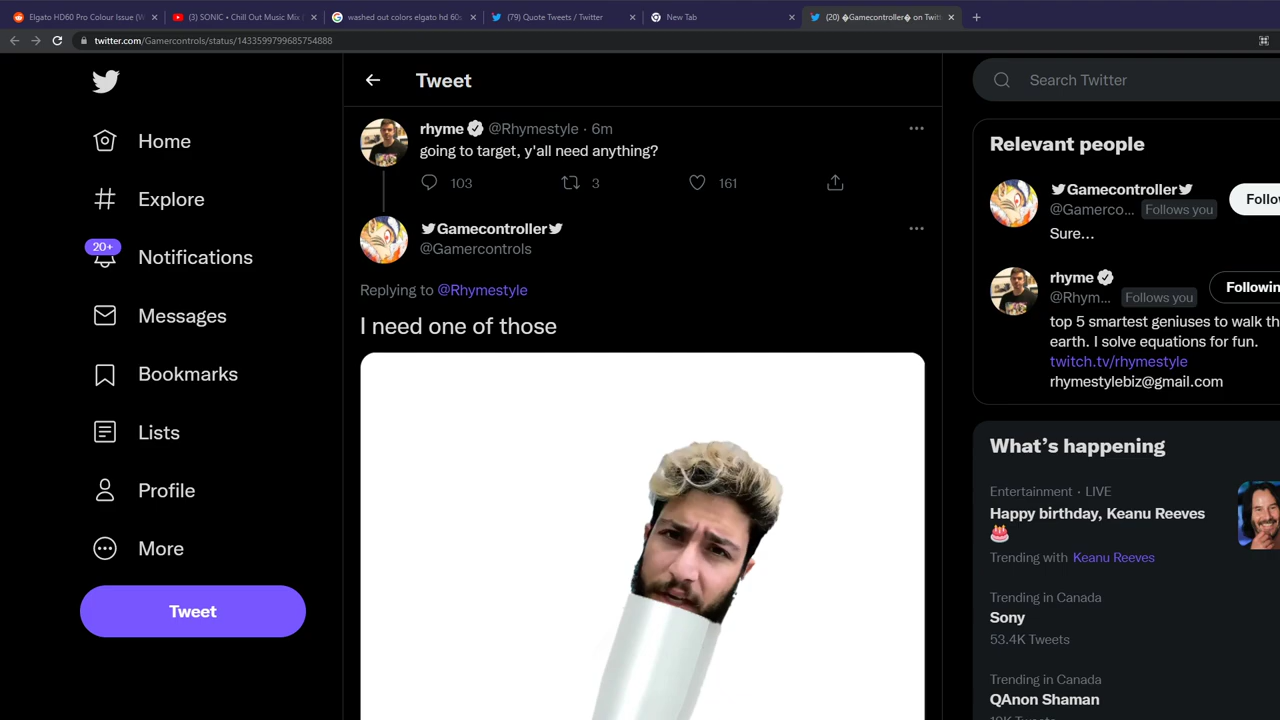 Elgato HD60 Pro Colour Issue (W
(3) SONIC • Chill Out Music Mix (
washed out colors elgato hd 60s
(79) Quote Tweets / Twitter
New Tab
(20) �Gamecontroller� on Twitt
twitter.com/Gamercontrols/status/1433599799685754888
Home
Explore
20+
Notifications
Messages
Bookmarks
Lists
Profile
More
Tweet
Tweet
rhyme @Rhymestyle · 6m
going to target, y'all need anything?
103 3 161
Gamecontroller
@Gamercontrols
Replying to @Rhymestyle
I need one of those
Search Twitter
Relevant people
Gamecontroller
@Gamerco... Follows you
Follo
Sure...
rhyme
@Rhym... Follows you
Followin
top 5 smartest geniuses to walk th
earth. I solve equations for fun.
twitch.tv/rhymestyle
rhymestylebiz@gmail.com
What's happening
Entertainment · LIVE
Happy birthday, Keanu Reeves
🎂
Trending with Keanu Reeves
Trending in Canada
Sony
53.4K Tweets
Trending in Canada
QAnon Shaman